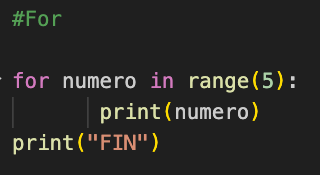 #For
for numero in range(5):
print(numero)
print("FIN")